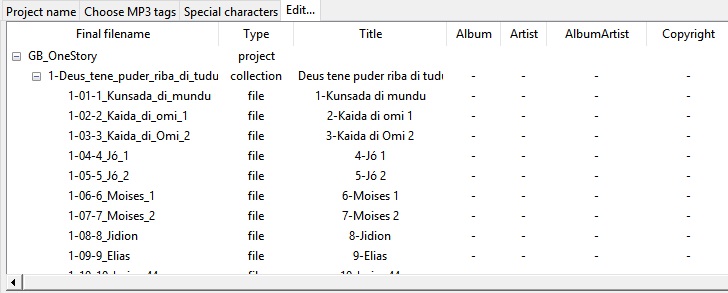 Project name Choose MP3 tags Special characters Edit...
Final filename Type Title Album Artist AlbumArtist Copyright
GB_OneStory project
1-Deus_tene_puder_riba_di_tudu collection Deus tene puder riba di tudu - - - -
1-01-1_Kunsada_di_mundu file 1-Kunsada di mundu - - - -
1-02-2_Kaida_di_omi_1 file 2-Kaida di omi 1 - - - -
1-03-3_Kaida_di_Omi_2 file 3-Kaida di Omi 2 - - - -
1-04-4_Jó_1 file 4-Jó 1 - - - -
1-05-5_Jó_2 file 5-Jó 2 - - - -
1-06-6_Moises_1 file 6-Moises 1 - - - -
1-07-7_Moises_2 file 7-Moises 2 - - - -
1-08-8_Jidion file 8-Jidion - - - -
1-09-9_Elias file 9-Elias - - - -